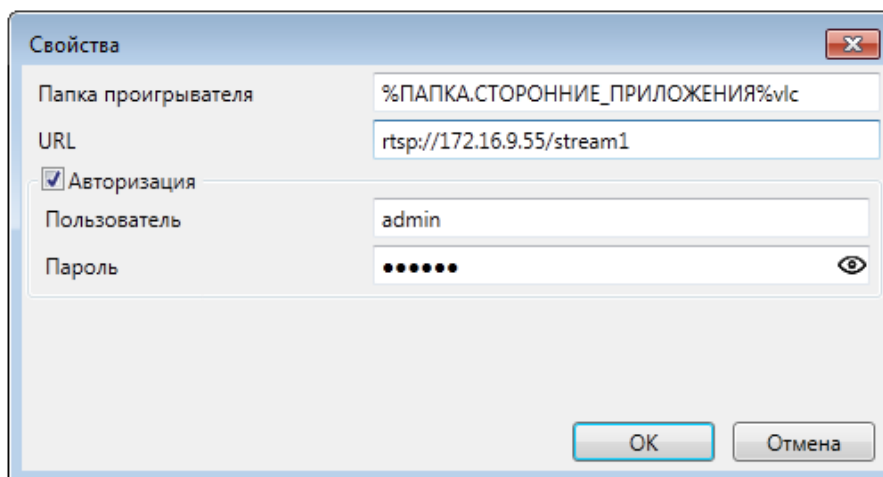 Свойства
Папка проигрывателя %ПАПКА.СТОРОННИЕ_ПРИЛОЖЕНИЯ%vlc
URL rtsp://172.16.9.55/stream1
Авторизация
Пользователь admin
Пароль ●●●●●●
OK Отмена